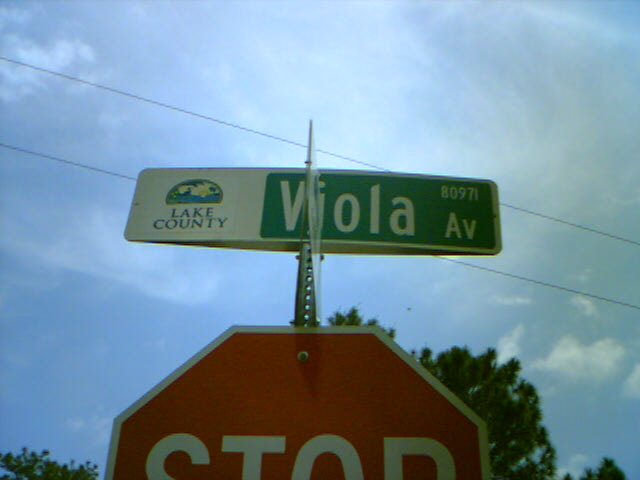 LAKE
COUNTY
Viola
80971
Av
STOP